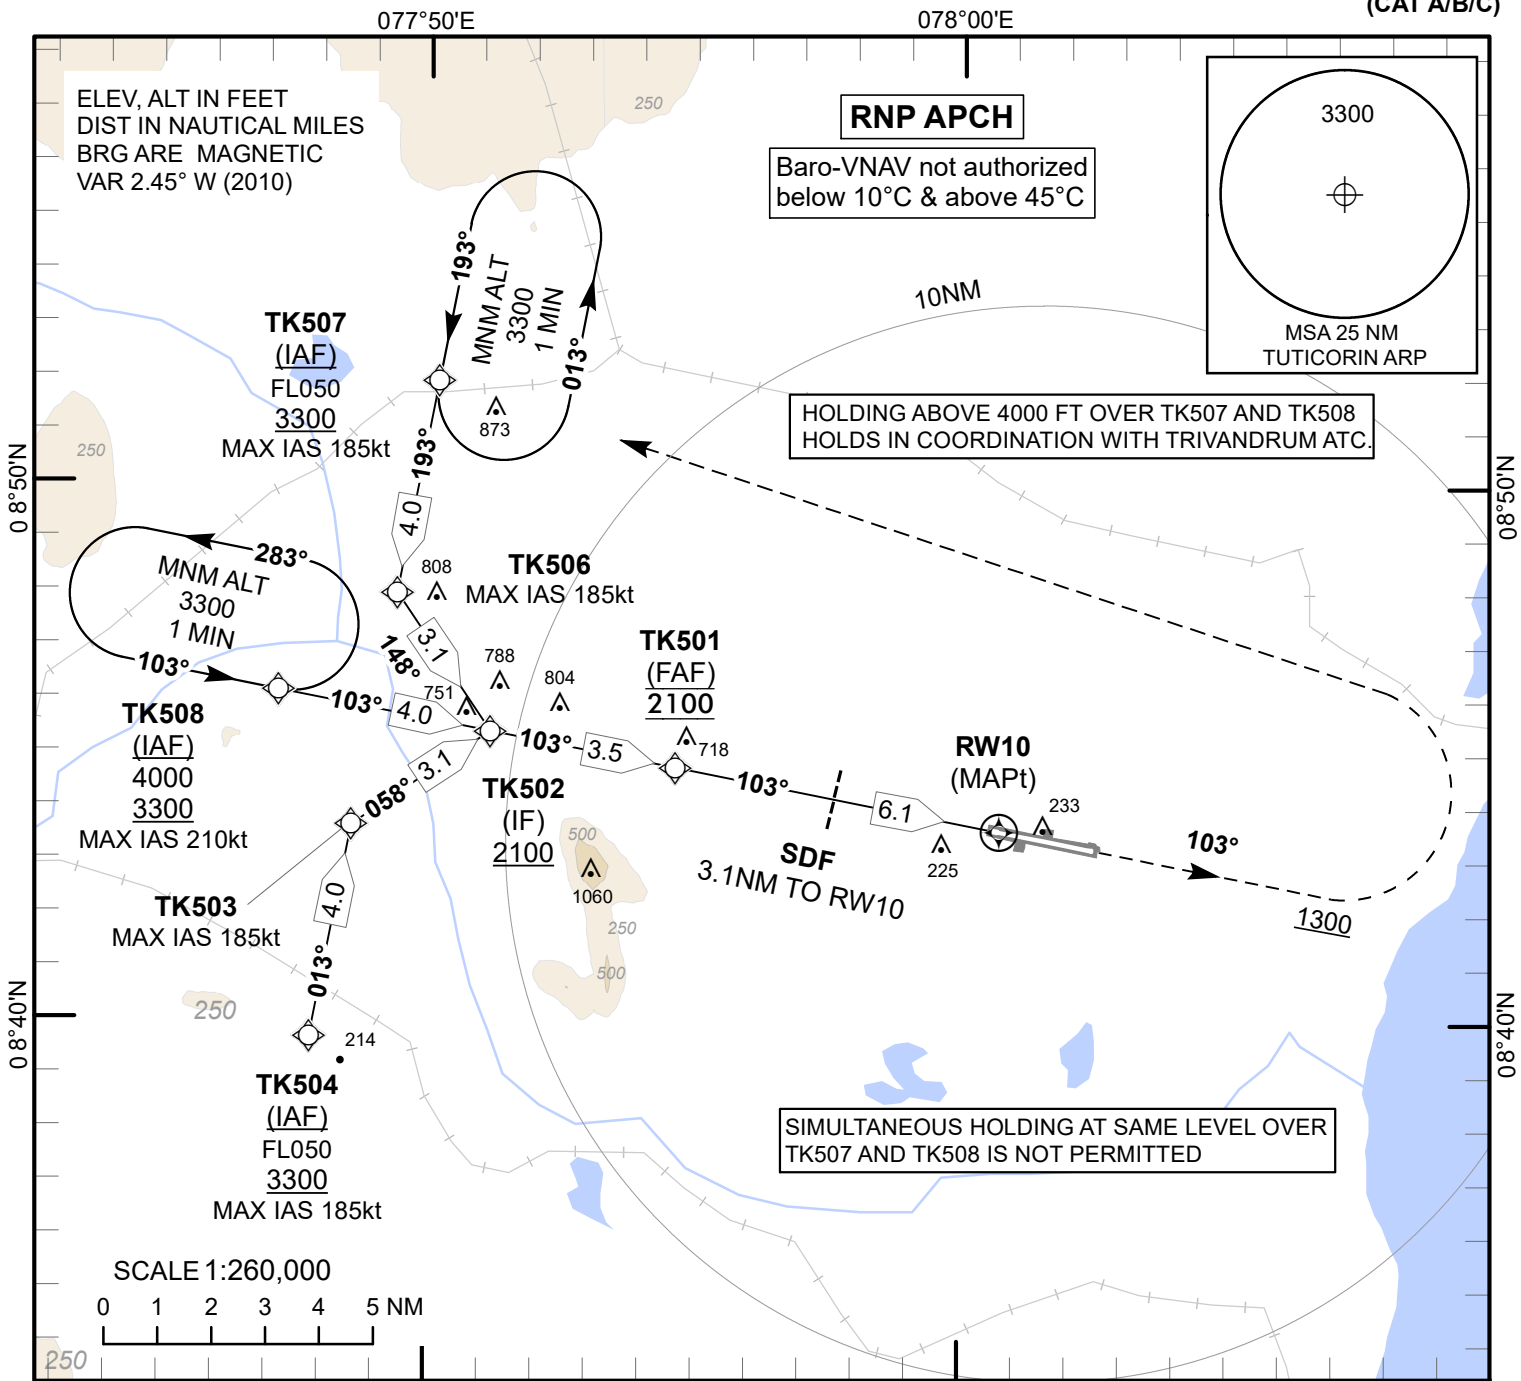 (CAT A/B/C)
077°50'E
078°00'E
ELEV, ALT IN FEET
DIST IN NAUTICAL MILES
BRG ARE MAGNETIC
VAR 2.45° W (2010)
250
RNP APCH
Baro-VNAV not authorized
below 10°C & above 45°C
3300
MSA 25 NM
TUTICORIN ARP
193°
MNM ALT
3300
1 MIN
013°
10NM
TK507
(IAF)
FL050
3300
MAX IAS 185kt
873
HOLDING ABOVE 4000 FT OVER TK507 AND TK508
HOLDS IN COORDINATION WITH TRIVANDRUM ATC.
250
193°
4.0
08°50'N
08°50'N
283°
MNM ALT
3300
1 MIN
103°
808
TK506
MAX IAS 185kt
3.1
148°
788
751
804
TK501
(FAF)
2100
718
103°
4.0
TK508
(IAF)
4000
3300
MAX IAS 210kt
103°
3.5
103°
RW10
(MAPt)
6.1
233
225
103°
1300
3.1
058°
TK502
(IF)
2100
SDF
3.1NM TO RW10
500
1060
250
500
TK503
MAX IAS 185kt
4.0
013°
250
214
08°40'N
08°40'N
TK504
(IAF)
FL050
3300
MAX IAS 185kt
SIMULTANEOUS HOLDING AT SAME LEVEL OVER
TK507 AND TK508 IS NOT PERMITTED
SCALE 1:260,000
0 1 2 3 4 5 NM
250